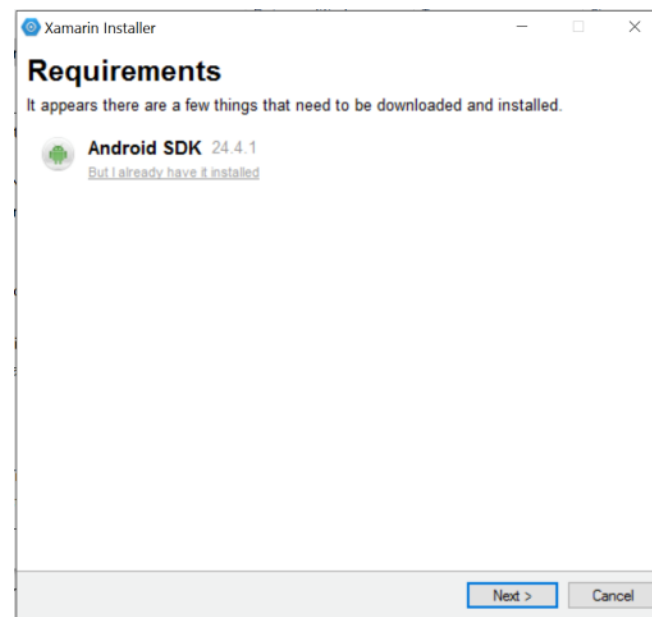 Xamarin Installer
Requirements
It appears there are a few things that need to be downloaded and installed.
Android SDK 24.4.1
But I already have it installed
Next >
Cancel